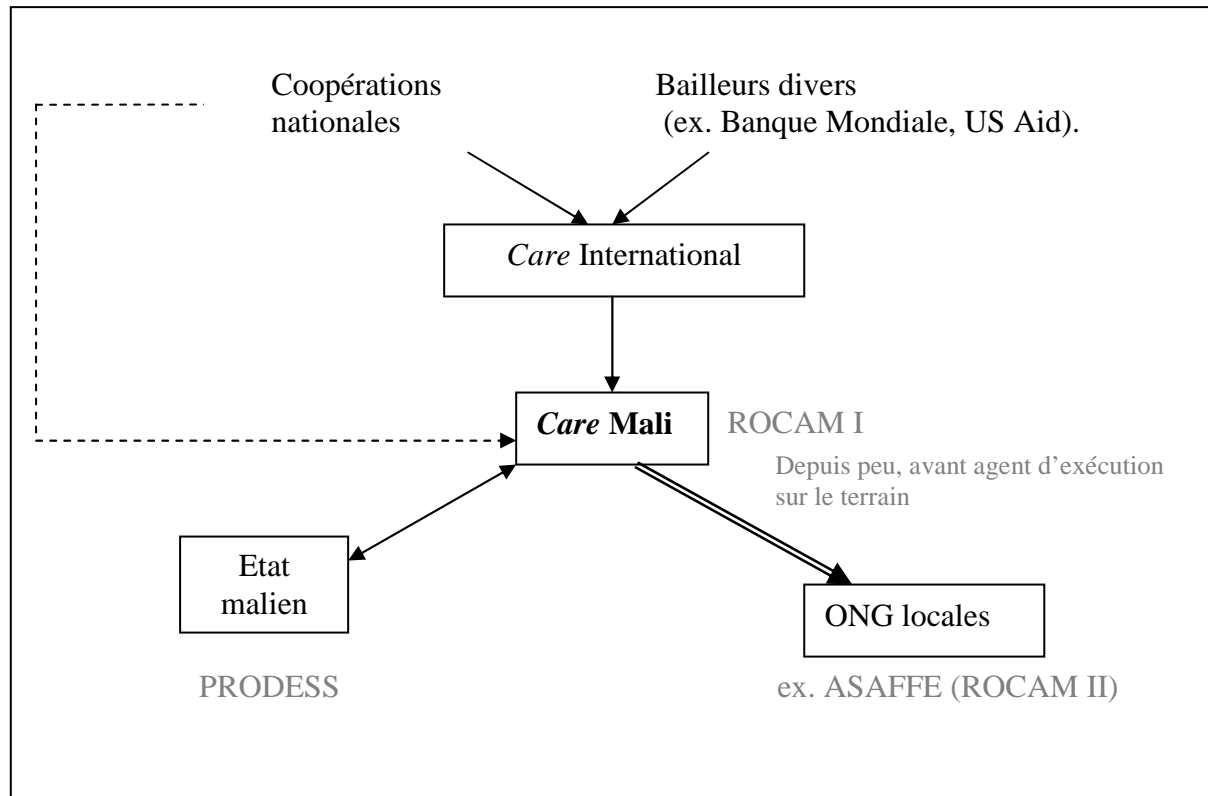 Coopérations
nationales
Bailleurs divers
(ex. Banque Mondiale, US Aid).
Care International
Care Mali
ROCAM I
Depuis peu, avant agent d’exécution
sur le terrain
Etat
malien
ONG locales
PRODESS
ex. ASAFFE (ROCAM II)